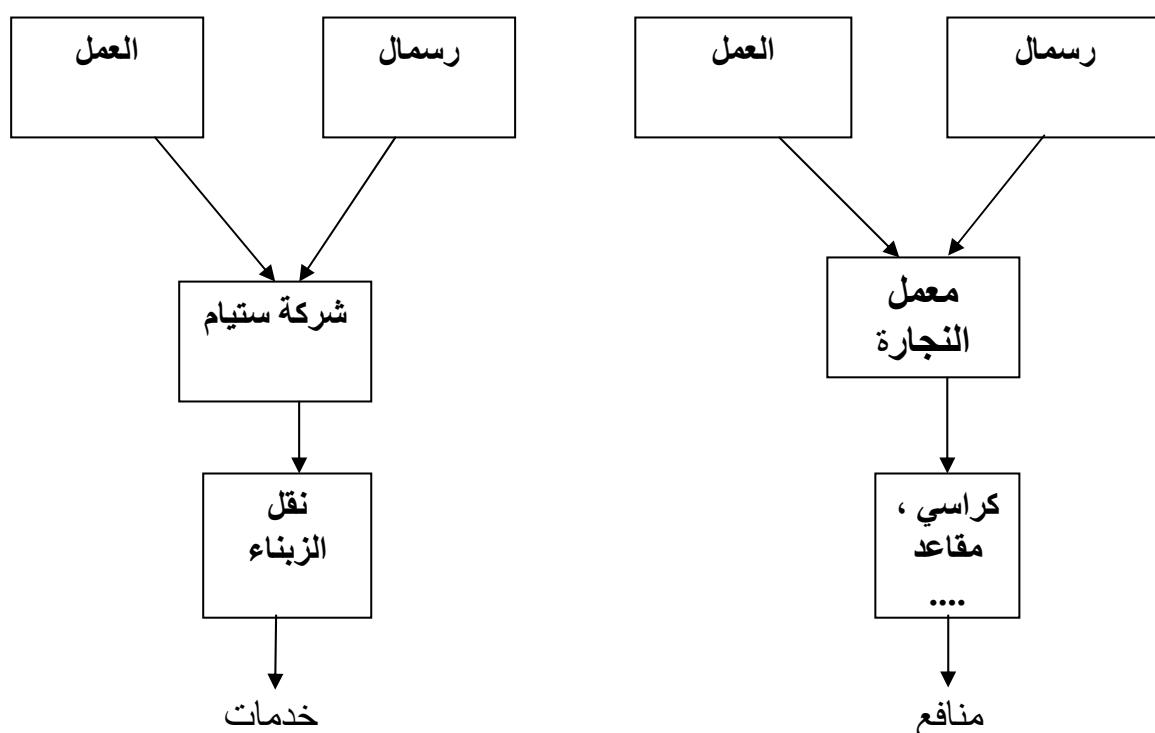 رسمال
العمل
رسمال
العمل
معمل
النجارة
شركة ستيام
كراسي ،
مقاعد
....
نقل
الزبناء
منافع
خدمات